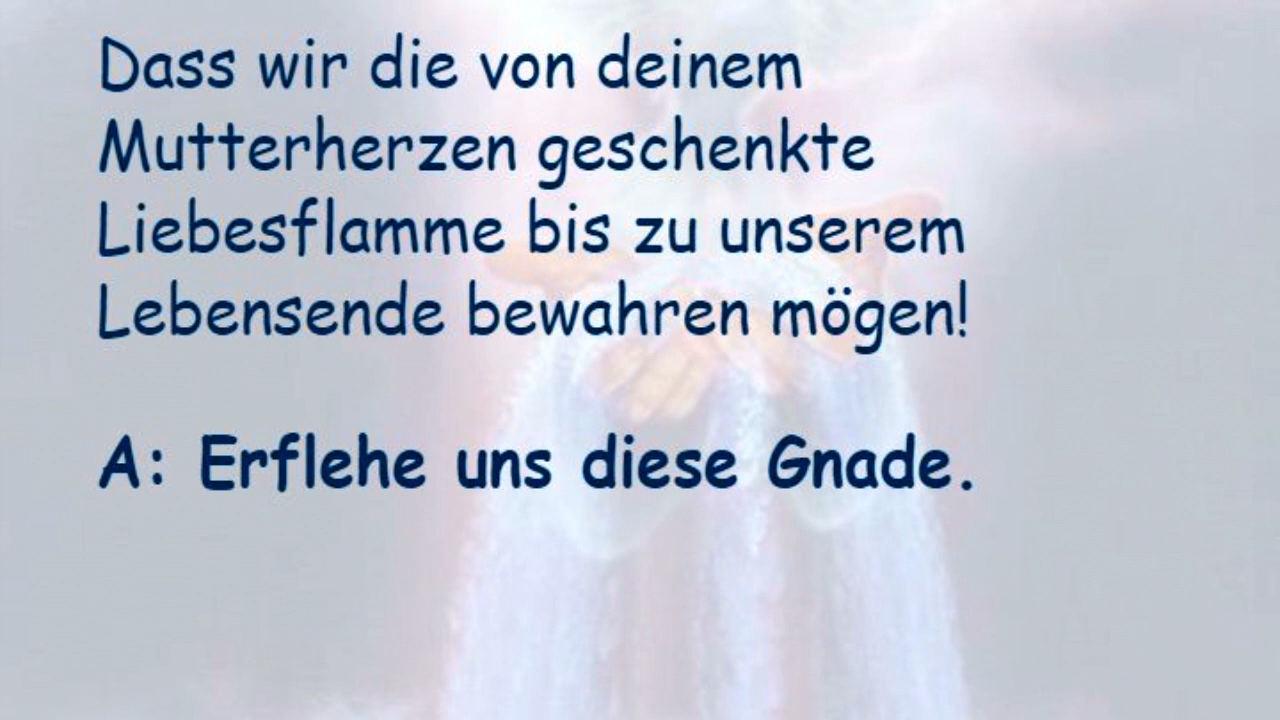 Dass wir die von deinem
Mutterherzen geschenkte
Liebesflamme bis zu unserem
Lebensende bewahren mögen!
A: Erflehe uns diese Gnade.